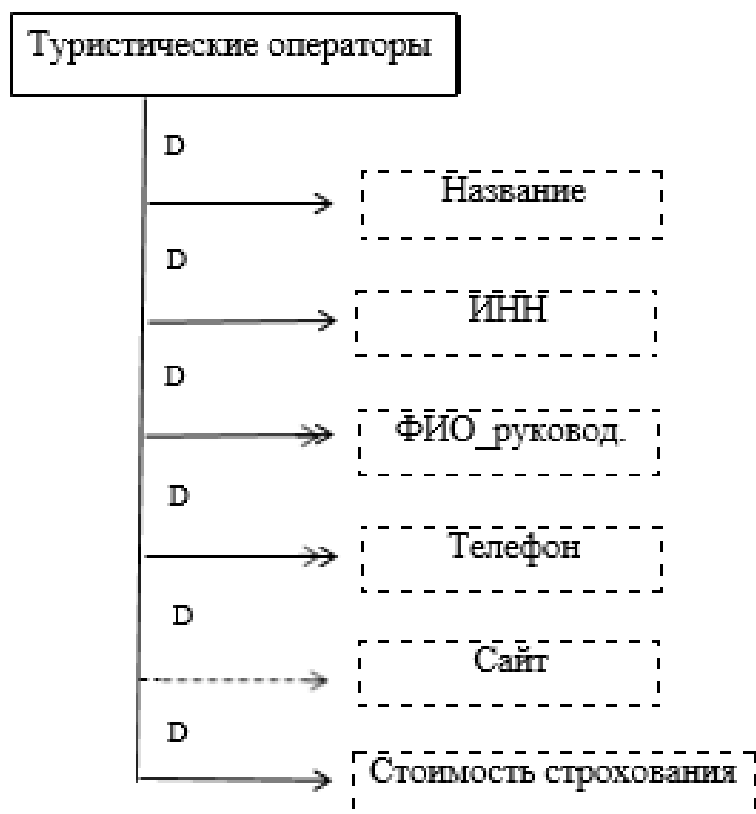 Туристические операторы
D
Название
D
ИНН
D
ФИО_руковод.
D
Телефон
D
Сайт
D
Стоимость строхования